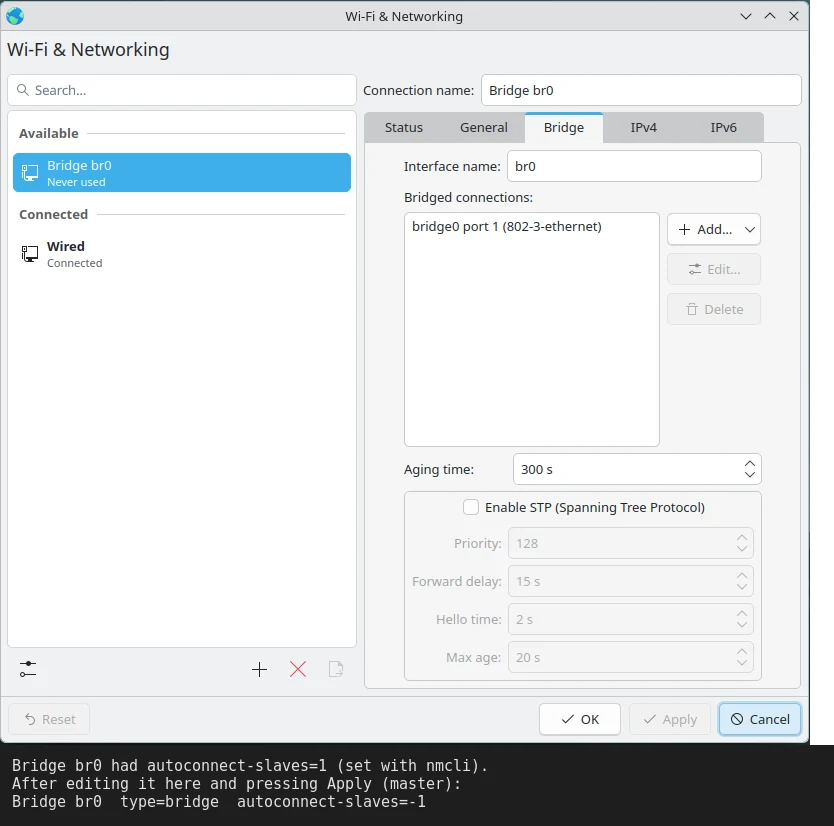 Wi-Fi & Networking
Wi-Fi & Networking
Search...
Connection name:
Bridge br0
Available
Bridge br0
Never used
Connected
Wired
Connected
Status
General
Bridge
IPv4
IPv6
Interface name:
br0
Bridged connections:
bridge0 port 1 (802-3-ethernet)
Add...
Edit...
Delete
Aging time:
300 s
Enable STP (Spanning Tree Protocol)
Priority:
128
Forward delay:
15 s
Hello time:
2 s
Max age:
20 s
Reset
OK
Apply
Cancel
Bridge br0 had autoconnect-slaves=1 (set with nmcli).
After editing it here and pressing Apply (master):
Bridge br0  type=bridge  autoconnect-slaves=-1